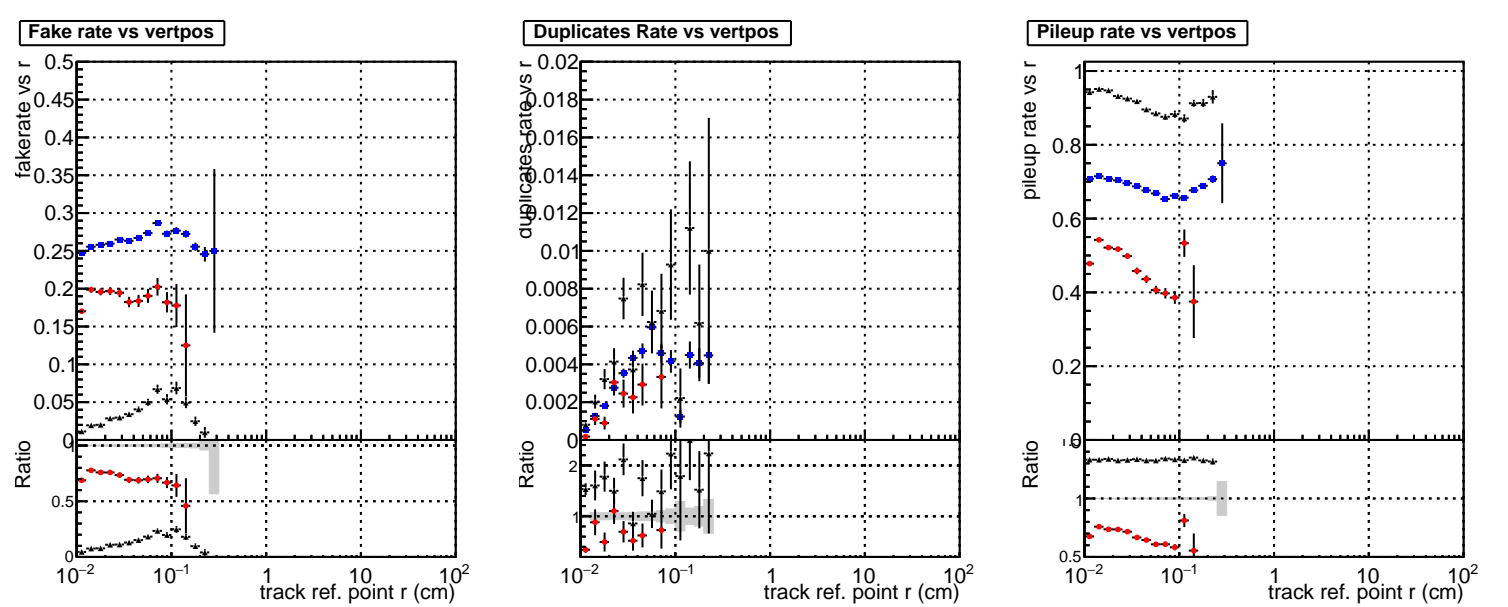 Fake rate vs vertpos
fakerate vs r
0.5
0.45
0.4
0.35
0.3
0.25
0.2
0.15
0.1
0.05
0
Ratio
1
0.5
0
10−2 10−1 1 10 102
track ref. point r (cm)
Duplicates Rate vs vertpos
duplicates rate vs r
0.02
0.018
0.016
0.014
0.012
0.01
0.008
0.006
0.004
0.002
0
Ratio
2
1
10−2 10−1 1 10 102
track ref. point r (cm)
Pileup rate vs vertpos
pileup rate vs r
1
0.8
0.6
0.4
0.2
0
Ratio
1
0.5
10−2 10−1 1 10 102
track ref. point r (cm)